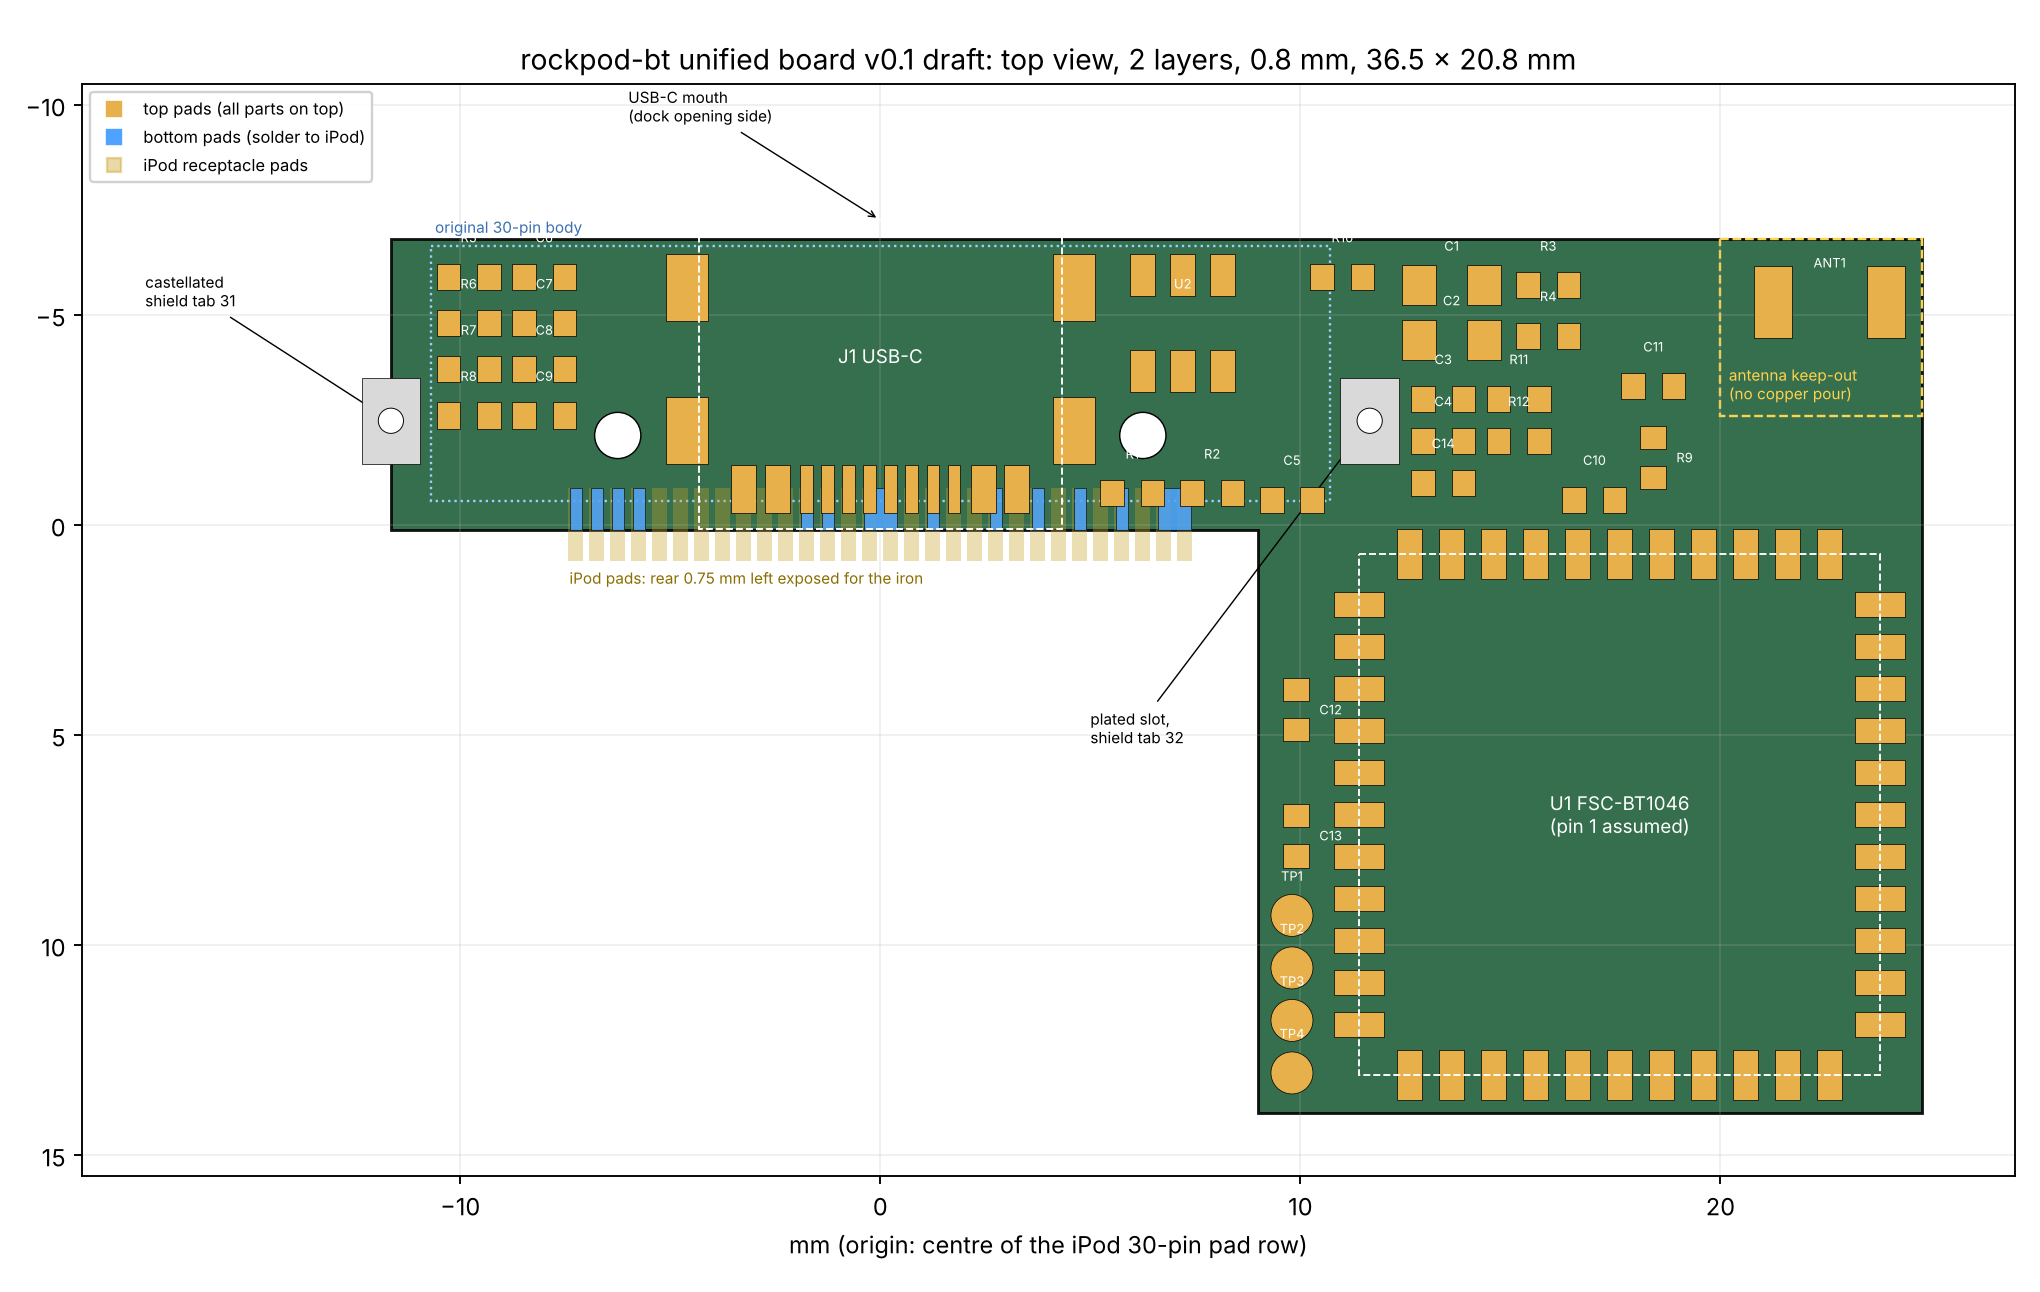 rockpod-bt unified board v0.1 draft: top view, 2 layers, 0.8 mm, 36.5 × 20.8 mm
−10
−5
0
5
10
15
top pads (all parts on top)
bottom pads (solder to iPod)
iPod receptacle pads
USB-C mouth
(dock opening side)
original 30-pin body
castellated
shield tab 31
R6
C7
R7
C8
R8
C9
J1 USB-C
U2
R2
C5
C1
R3
C2
R4
C3
R11
C4
R12
C14
C11
C10
R9
ANT1
antenna keep-out
(no copper pour)
iPod pads: rear 0.75 mm left exposed for the iron
plated slot,
shield tab 32
C12
C13
TP1
TP2
TP3
TP4
U1 FSC-BT1046
(pin 1 assumed)
−10
0
10
20
mm (origin: centre of the iPod 30-pin pad row)